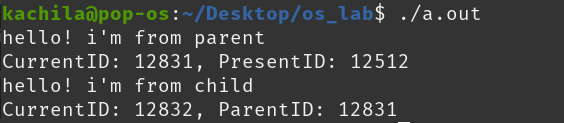 kachila@pop-os:~/Desktop/os_lab$ ./a.out
hello! i'm from parent
CurrentID: 12831, PresentID: 12512
hello! i'm from child
CurrentID: 12832, ParentID: 12831